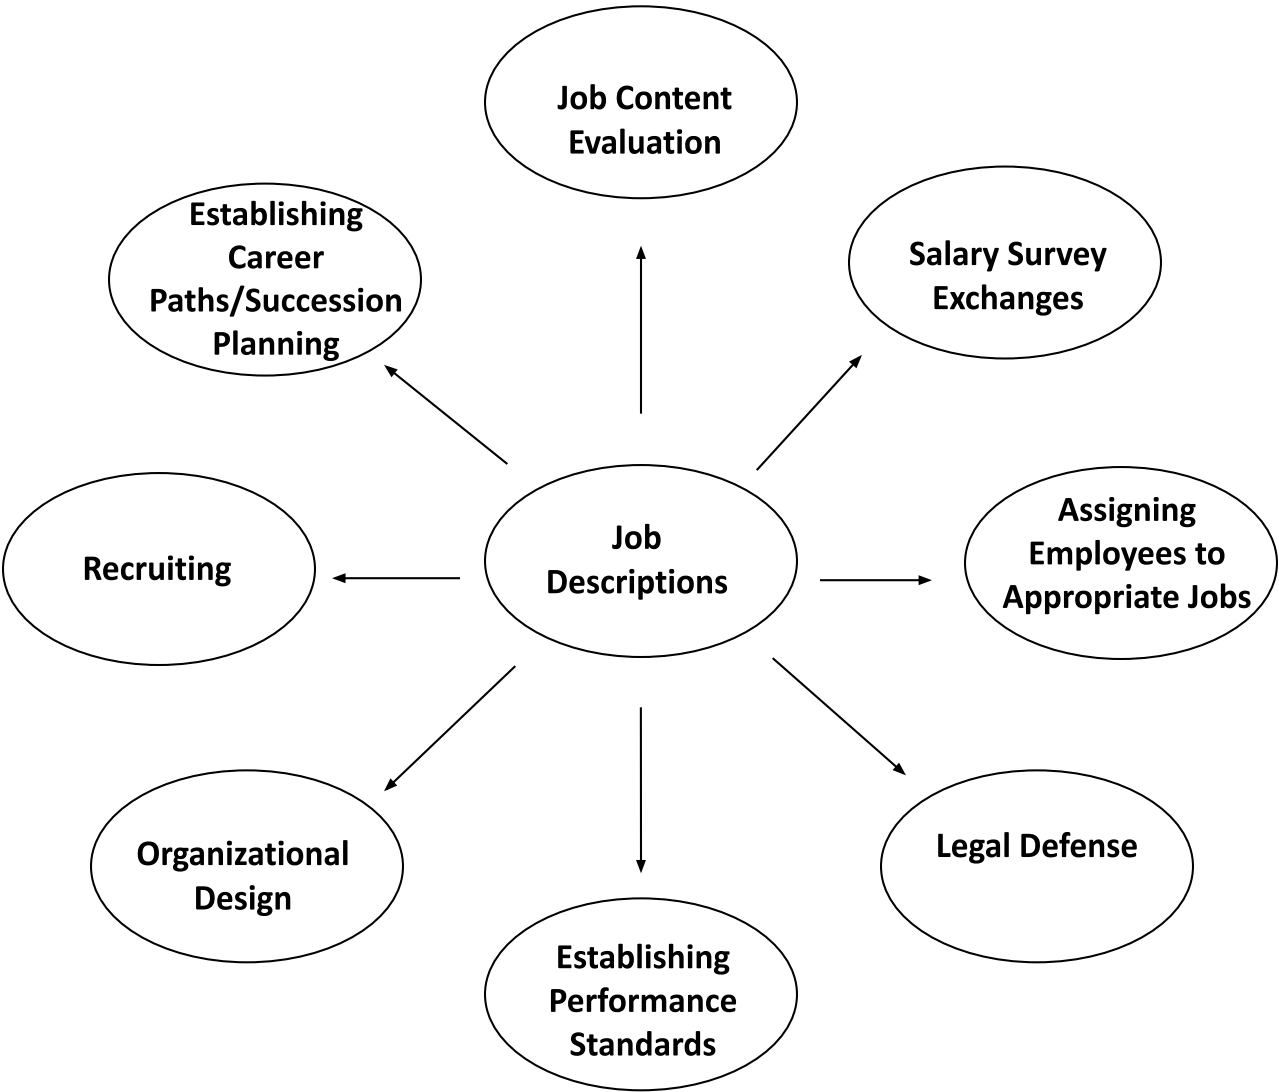 Job Content
Evaluation
Establishing
Career
Paths/Succession
Planning
Salary Survey
Exchanges
Recruiting
Job
Descriptions
Assigning
Employees to
Appropriate Jobs
Organizational
Design
Legal Defense
Establishing
Performance
Standards